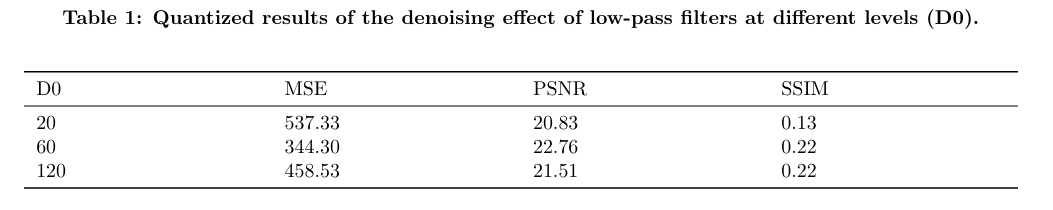 Table 1: Quantized results of the denoising effect of low-pass filters at different levels (D0).
D0 MSE PSNR SSIM
20 537.33 20.83 0.13
60 344.30 22.76 0.22
120 458.53 21.51 0.22